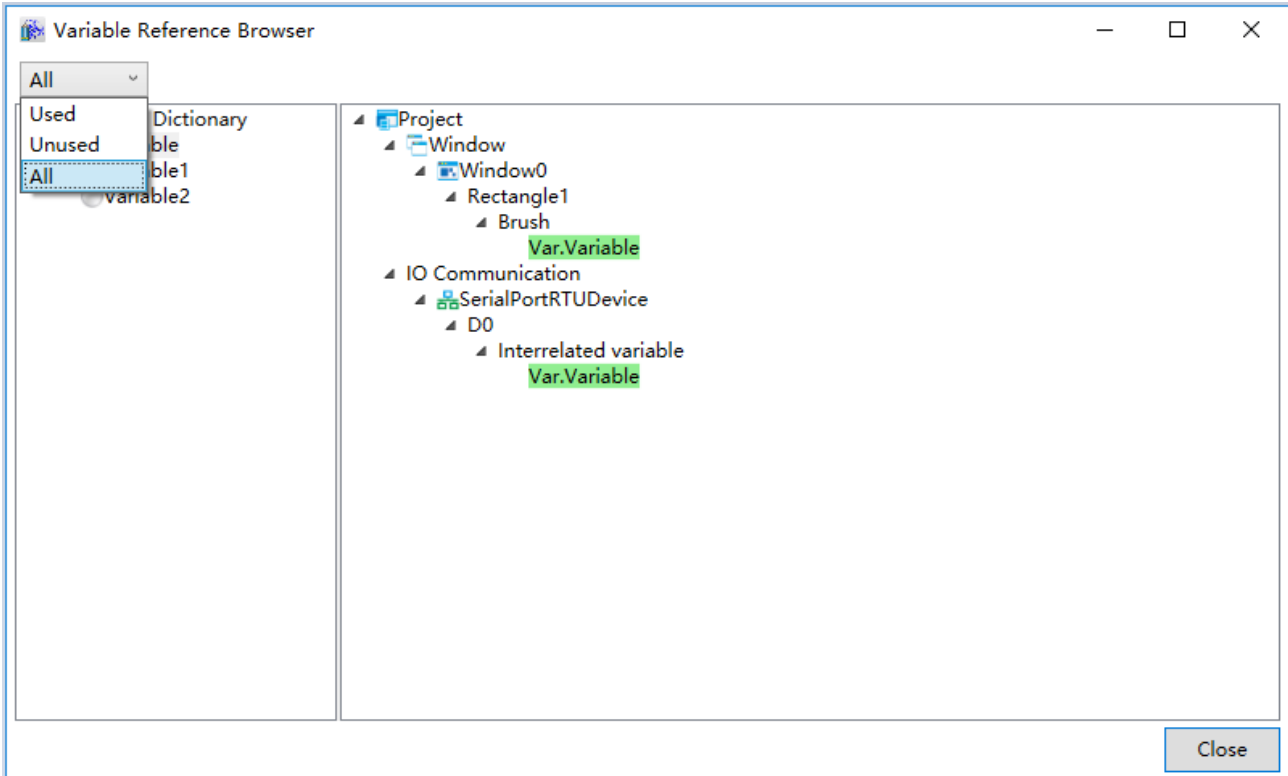 Variable Reference Browser
All
Used
Unused
All
Dictionary
ble
ble1
Variable2
Project
Window
Window0
Rectangle1
Brush
Var.Variable
IO Communication
SerialPortRTUDevice
D0
Interrelated variable
Var.Variable
Close